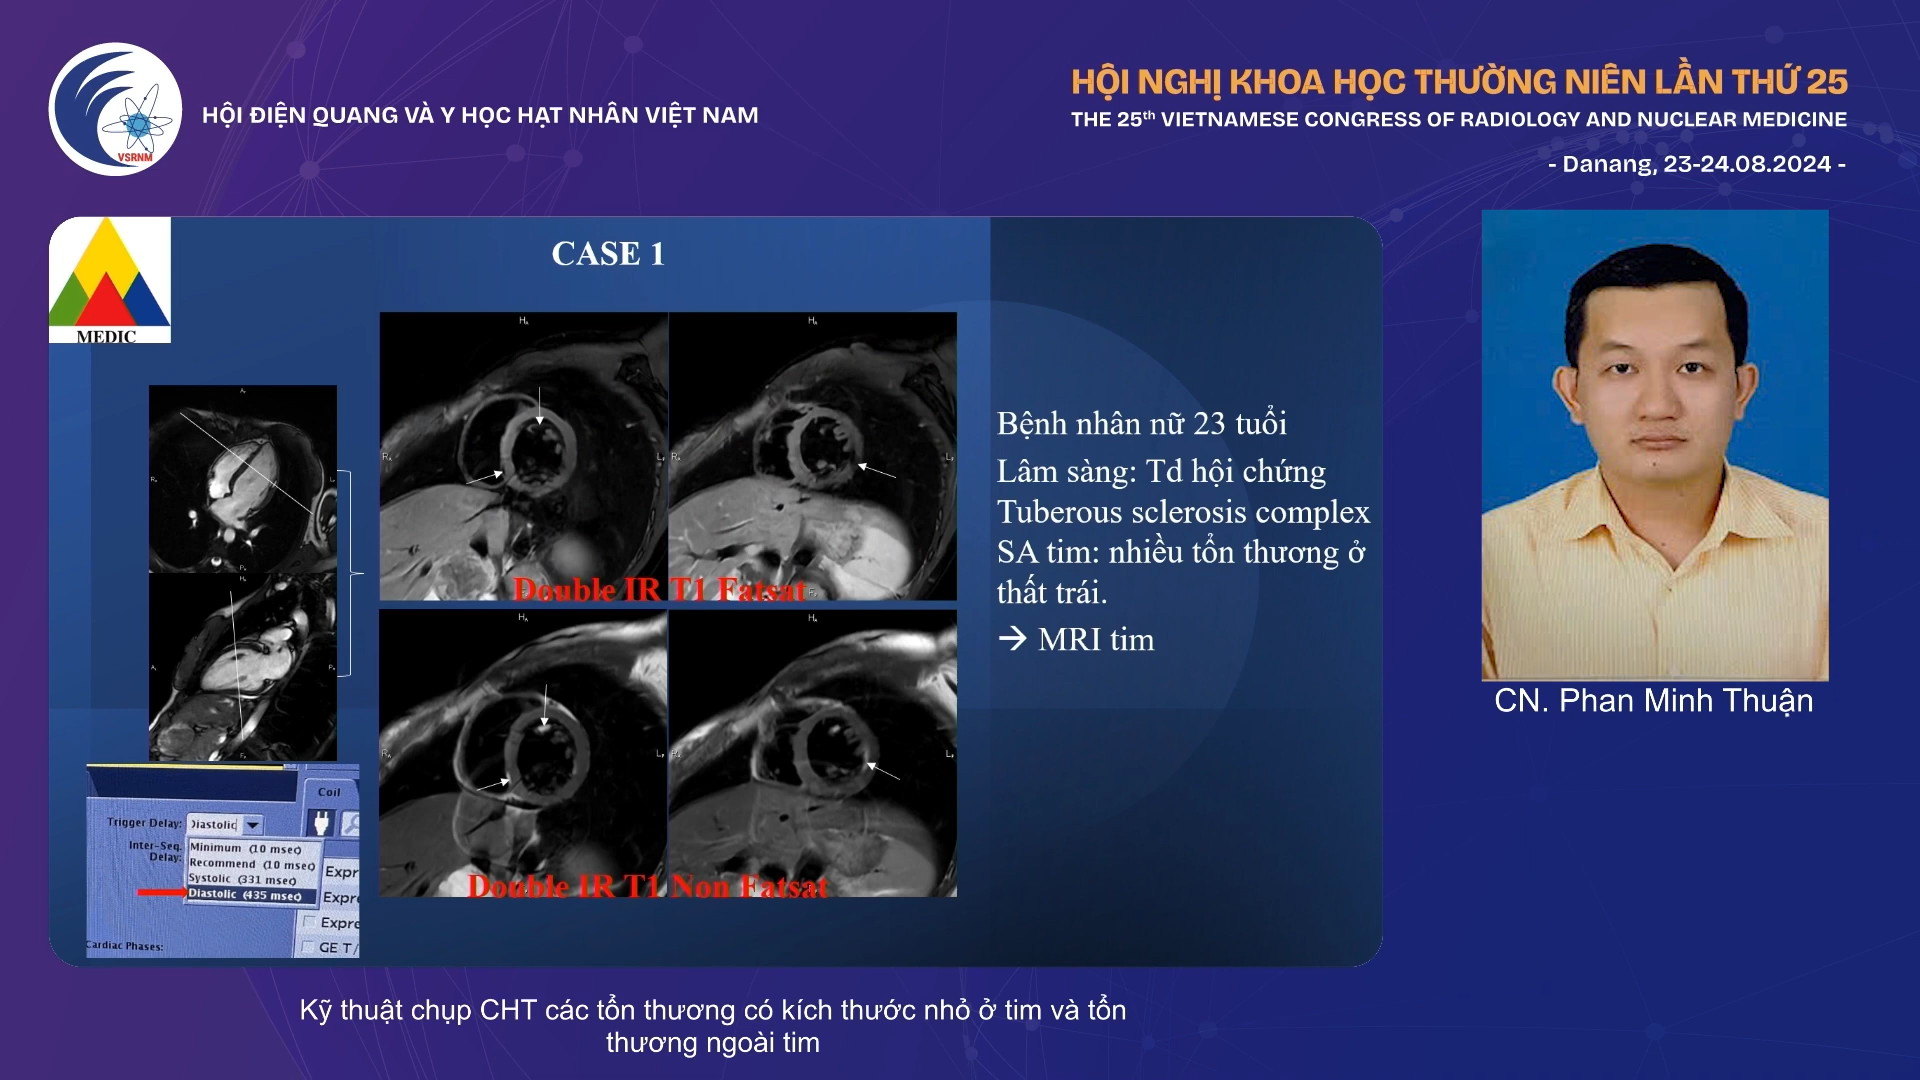 VSRNM
HỘI ĐIỆN QUANG VÀ Y HỌC HẠT NHÂN VIỆT NAM
HỘI NGHỊ KHOA HỌC THƯỜNG NIÊN LẦN THỨ 25
THE 25th VIETNAMESE CONGRESS OF RADIOLOGY AND NUCLEAR MEDICINE
- Danang, 23-24.08.2024 -
MEDIC
CASE 1
Double IR T1 Fatsat
Double IR T1 Non Fatsat
Bệnh nhân nữ 23 tuổi
Lâm sàng: Td hội chứng
Tuberous sclerosis complex
SA tim: nhiều tổn thương ở
thất trái.
→ MRI tim
Coil
Trigger Delay:
Inter-Seq.
Delay:
Minimum (10 msec)
Recommend (10 msec)
Systolic (331 msec)
Diastolic (435 msec)
Expr
Expr
Expre
GE T/
Cardiac Phases:
CN. Phan Minh Thuận
Kỹ thuật chụp CHT các tổn thương có kích thước nhỏ ở tim và tổn
thương ngoài tim